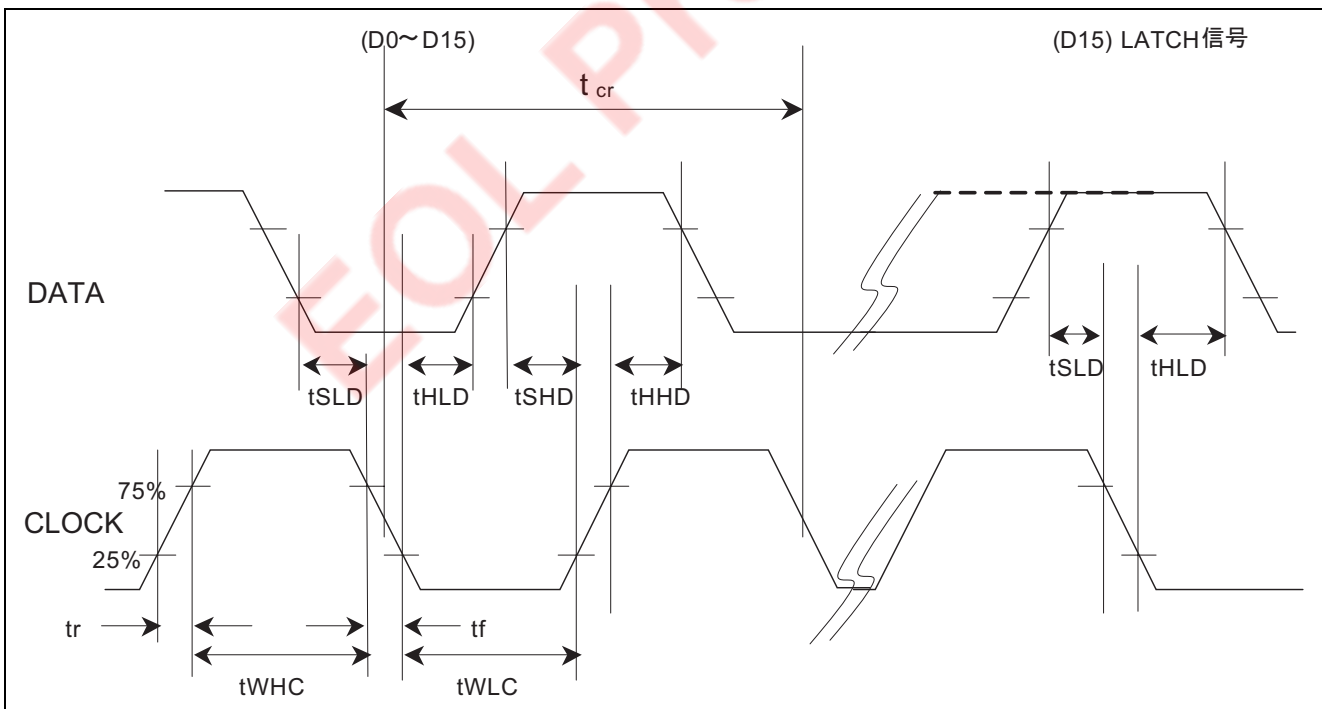 (D0～D15)
(D15) LATCH信号
t cr
DATA
tSLD
tHLD
tSHD
tHHD
tSLD
tHLD
75%
CLOCK
25%
tr
tf
tWHC
tWLC
EOL Pr